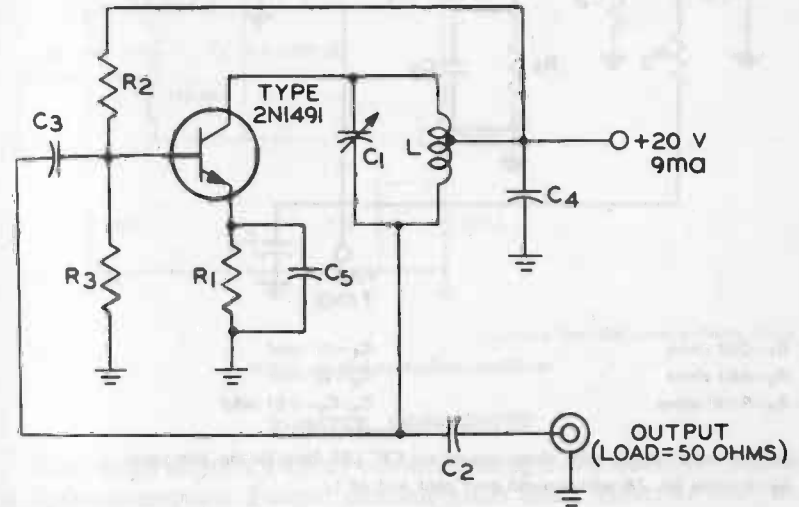 R2
TYPE
2N1491
C3
C1
L
+20 V
9ma
C4
R3
R1
C5
C2
OUTPUT
(LOAD=50 OHMS)